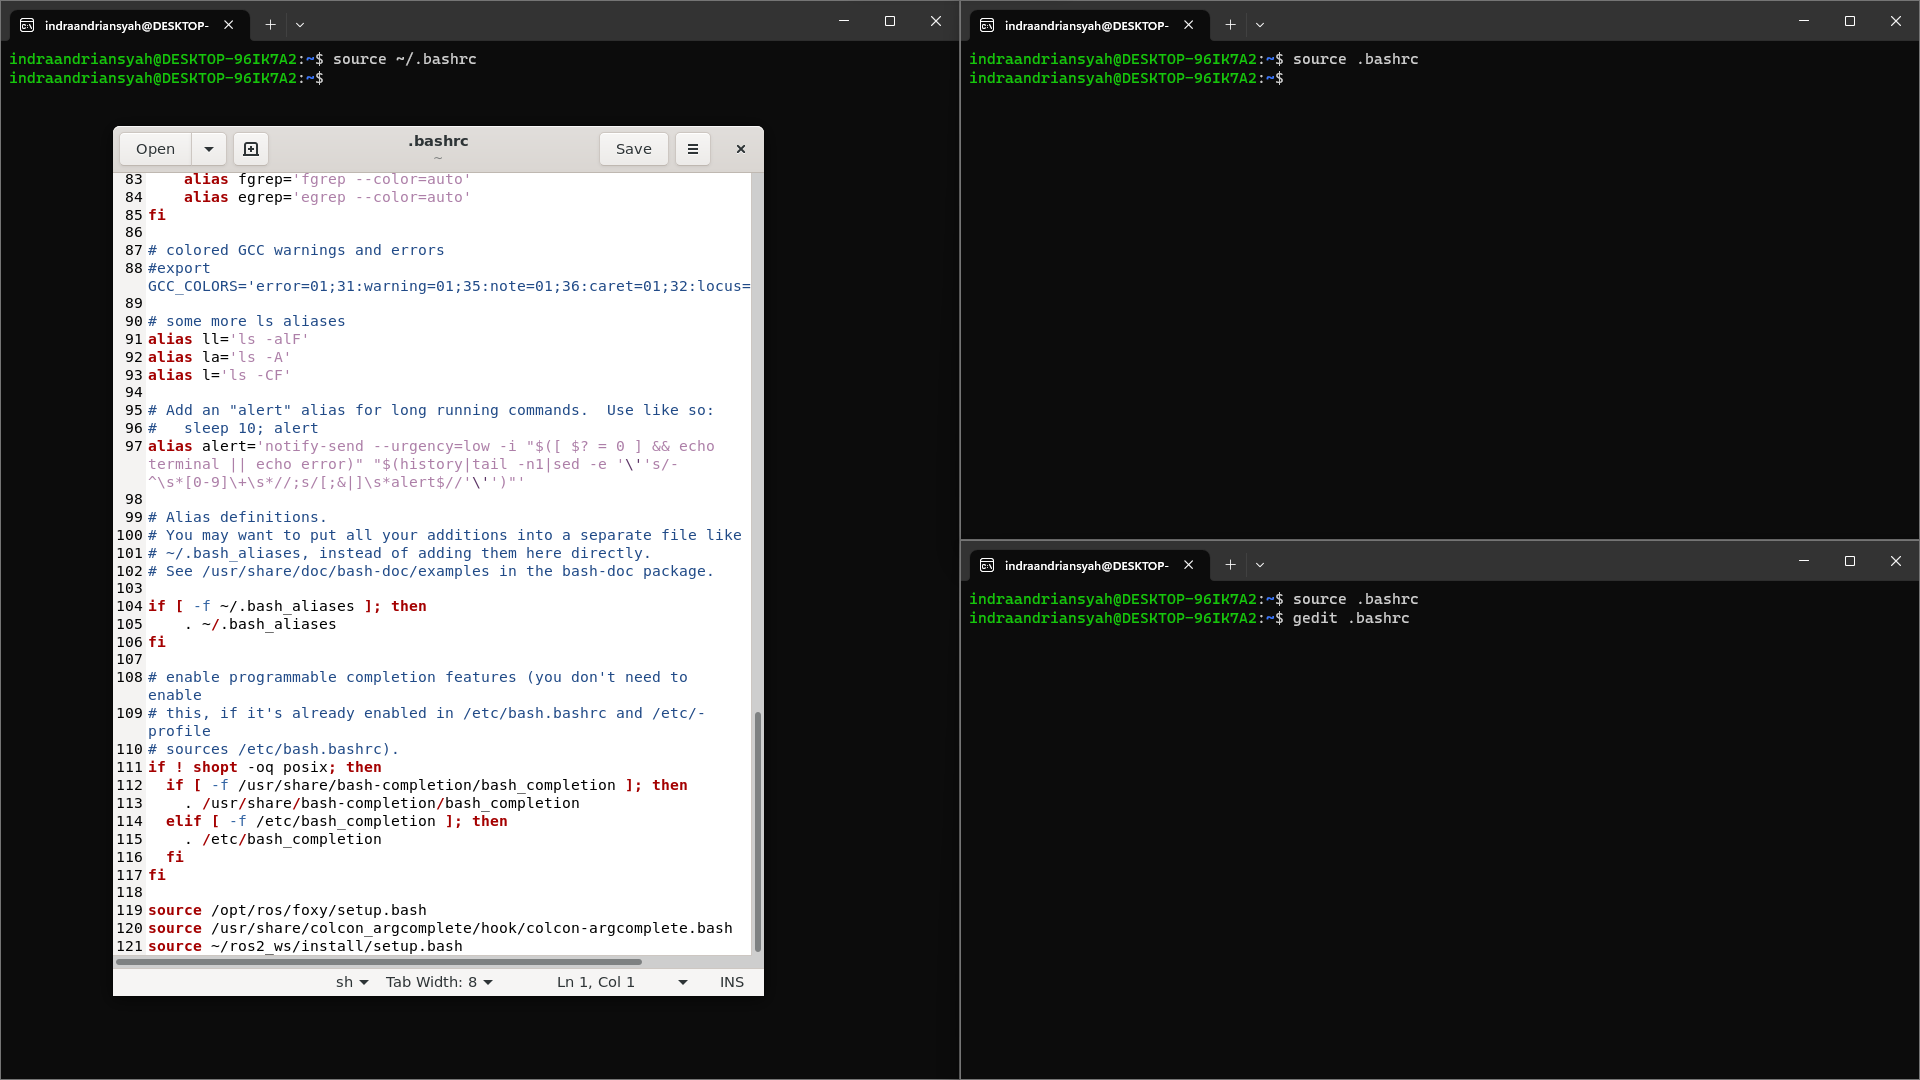 indraandriansyah@DESKTOP-
indraandriansyah@DESKTOP-96IK7A2:~$ source ~/.bashrc
indraandriansyah@DESKTOP-96IK7A2:~$
Open
.bashrc
~
Save
83     alias fgrep='fgrep --color=auto'
84     alias egrep='egrep --color=auto'
85 fi
86
87 # colored GCC warnings and errors
88 #export
GCC_COLORS='error=01;31:warning=01;35:note=01;36:caret=01;32:locus=
89
90 # some more ls aliases
91 alias ll='ls -alF'
92 alias la='ls -A'
93 alias l='ls -CF'
94
95 # Add an "alert" alias for long running commands.  Use like so:
96 #   sleep 10; alert
97 alias alert='notify-send --urgency=low -i "$([ $? = 0 ] && echo
terminal || echo error)" "$(history|tail -n1|sed -e '\''s/-
^\s*[0-9]\+\s*//;s/[;&|]\s*alert$//'\'')"'
98
99 # Alias definitions.
100 # You may want to put all your additions into a separate file like
101 # ~/.bash_aliases, instead of adding them here directly.
102 # See /usr/share/doc/bash-doc/examples in the bash-doc package.
103
104 if [ -f ~/.bash_aliases ]; then
105     . ~/.bash_aliases
106 fi
107
108 # enable programmable completion features (you don't need to
enable
109 # this, if it's already enabled in /etc/bash.bashrc and /etc/-
profile
110 # sources /etc/bash.bashrc).
111 if ! shopt -oq posix; then
112   if [ -f /usr/share/bash-completion/bash_completion ]; then
113     . /usr/share/bash-completion/bash_completion
114   elif [ -f /etc/bash_completion ]; then
115     . /etc/bash_completion
116   fi
117 fi
118
119 source /opt/ros/foxy/setup.bash
120 source /usr/share/colcon_argcomplete/hook/colcon-argcomplete.bash
121 source ~/ros2_ws/install/setup.bash
sh Tab Width: 8 Ln 1, Col 1 INS
indraandriansyah@DESKTOP-
indraandriansyah@DESKTOP-96IK7A2:~$ source .bashrc
indraandriansyah@DESKTOP-96IK7A2:~$
indraandriansyah@DESKTOP-
indraandriansyah@DESKTOP-96IK7A2:~$ source .bashrc
indraandriansyah@DESKTOP-96IK7A2:~$ gedit .bashrc